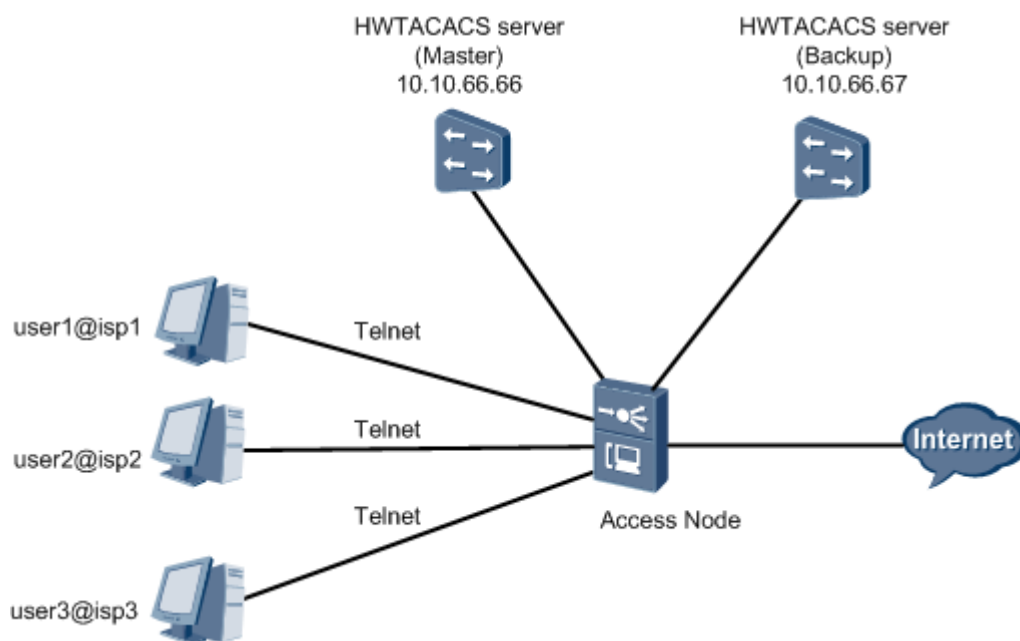 HWTACACS server
(Master)
10.10.66.66
HWTACACS server
(Backup)
10.10.66.67
user1@isp1
Telnet
user2@isp2
Telnet
Internet
Telnet
Access Node
user3@isp3